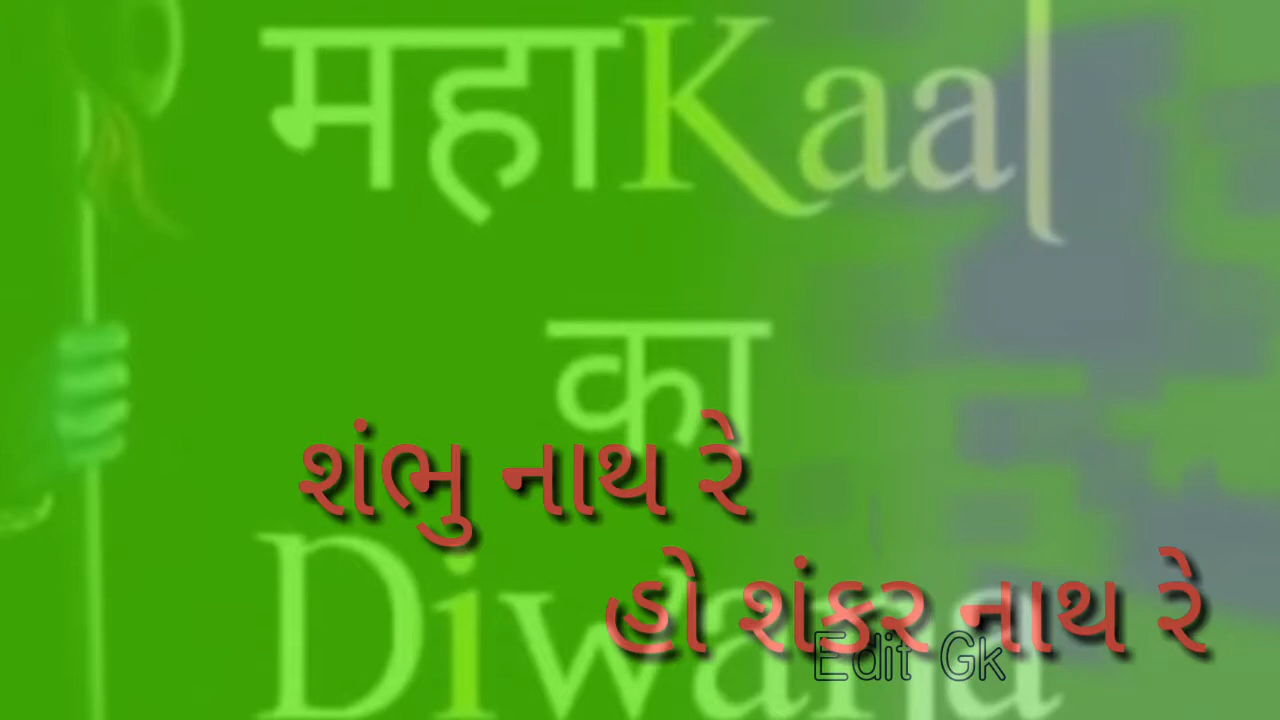 महाKaal
का
શંભુ નાથ રે
Diwana
હો શંકર નાથ રે
Edit Gk